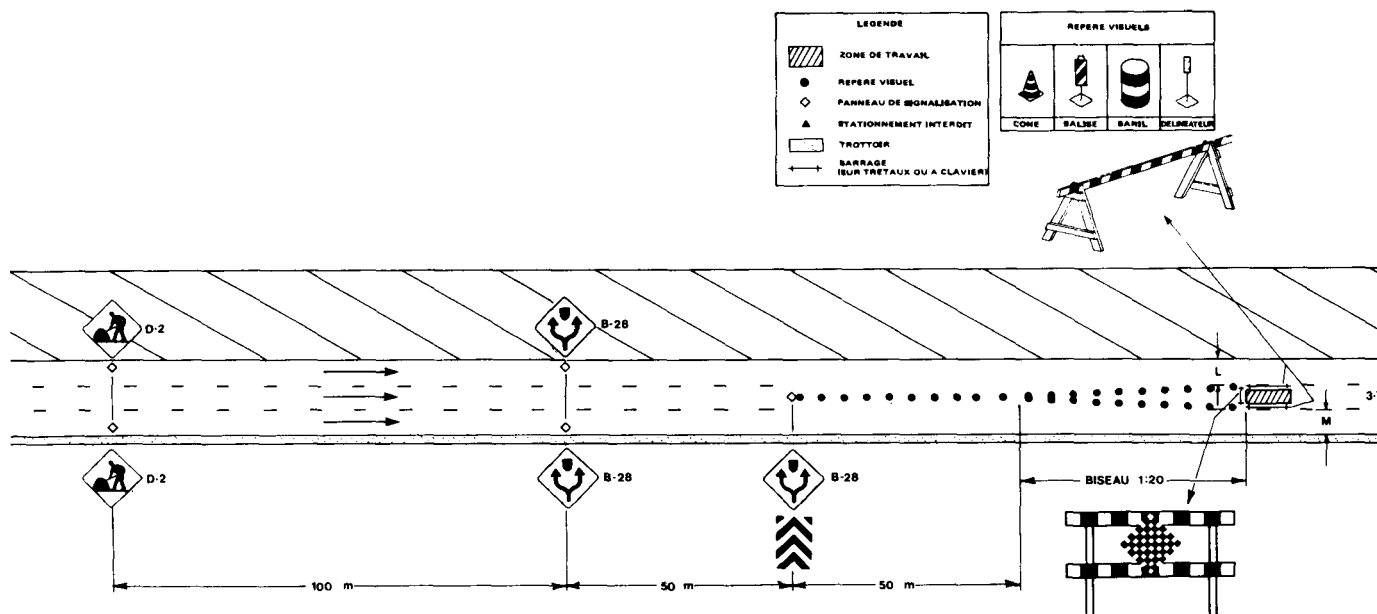 LEGENDE
ZONE DE TRAVAIL
REPERE VISUEL
PANNEAU DE SIGNALISATION
STATIONNEMENT INTERDIT
TROTTOIR
BARRAGE
(SUR TRETAUX OU A CLAVIER)
REPERE VISUELS
CONE
BALISE
BARIL
DELINEATEUR
D-2
B-28
L
M
D-2
B-28
B-28
BISEAU 1:20
100 m
50 m
50 m